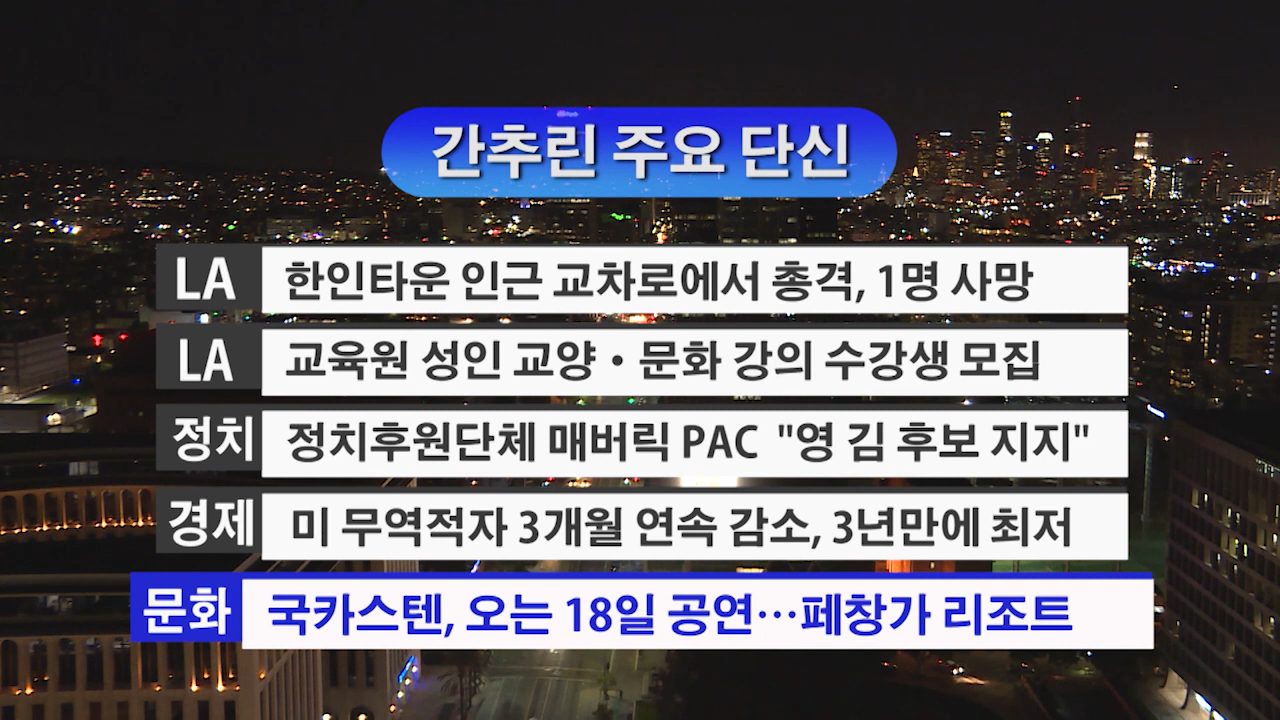 간추린 주요 단신
LA 한인타운 인근 교차로에서 총격, 1명 사망
LA 교육원 성인 교양・문화 강의 수강생 모집
정치 정치후원단체 매버릭 PAC "영 김 후보 지지"
경제 미 무역적자 3개월 연속 감소, 3년만에 최저
문화 국카스텐, 오는 18일 공연…페창가 리조트